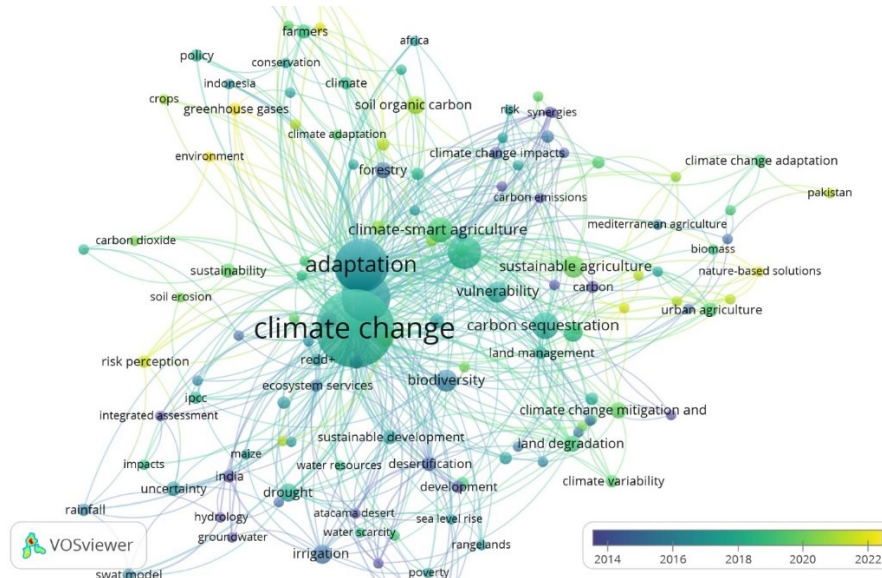 farmers
africa
policy
conservation
indonesia
climate
crops
greenhouse gases
soil organic carbon
risk
synergies
climate adaptation
environment
forestry
climate change impacts
climate change adaptation
carbon emissions
pakistan
climate-smart agriculture
mediterranean agriculture
carbon dioxide
biomass
sustainability
adaptation
sustainable agriculture
nature-based solutions
soil erosion
vulnerability
carbon
urban agriculture
climate change
carbon sequestration
risk perception
redd+
land management
ipcc
ecosystem services
biodiversity
integrated assessment
climate change mitigation and
maize
sustainable development
land degradation
impacts
water resources
desertification
india
uncertainty
drought
development
climate variability
rainfall
hydrology
atacama desert
sea level rise
groundwater
water scarcity
irrigation
rangelands
swat model
poverty
VOSviewer
2014 2016 2018 2020 2022